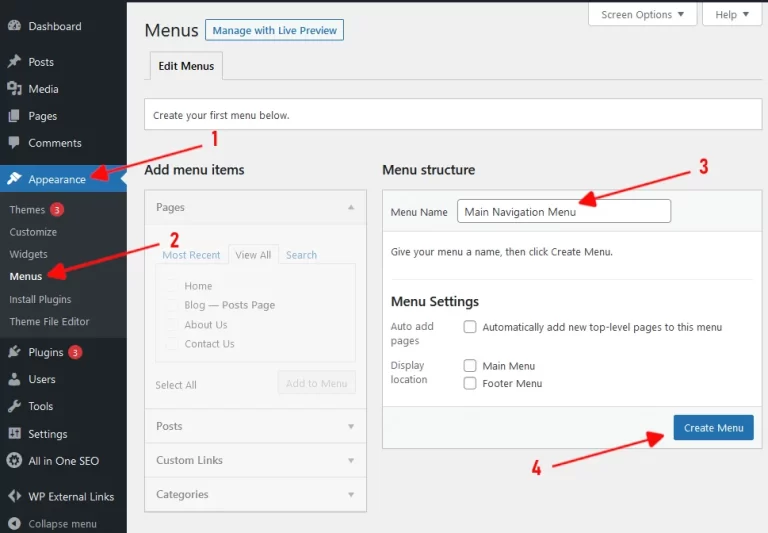 Dashboard
Posts
Media
Pages
Comments
Appearance
Themes 3
Customize
Widgets
Menus
Install Plugins
Theme File Editor
Plugins 3
Users
Tools
Settings
All in One SEO
WP External Links
Collapse menu
Screen Options ▼
Help ▼
Menus
Manage with Live Preview
Edit Menus
Create your first menu below.
1
2
Add menu items
Pages
Most Recent View All Search
Home
Blog — Posts Page
About Us
Contact Us
Select All
Add to Menu
Posts
Custom Links
Categories
Menu structure
3
Menu Name Main Navigation Menu
Give your menu a name, then click Create Menu.
Menu Settings
Auto add
pages
Automatically add new top-level pages to this menu
Display
location
Main Menu
Footer Menu
Create Menu
4